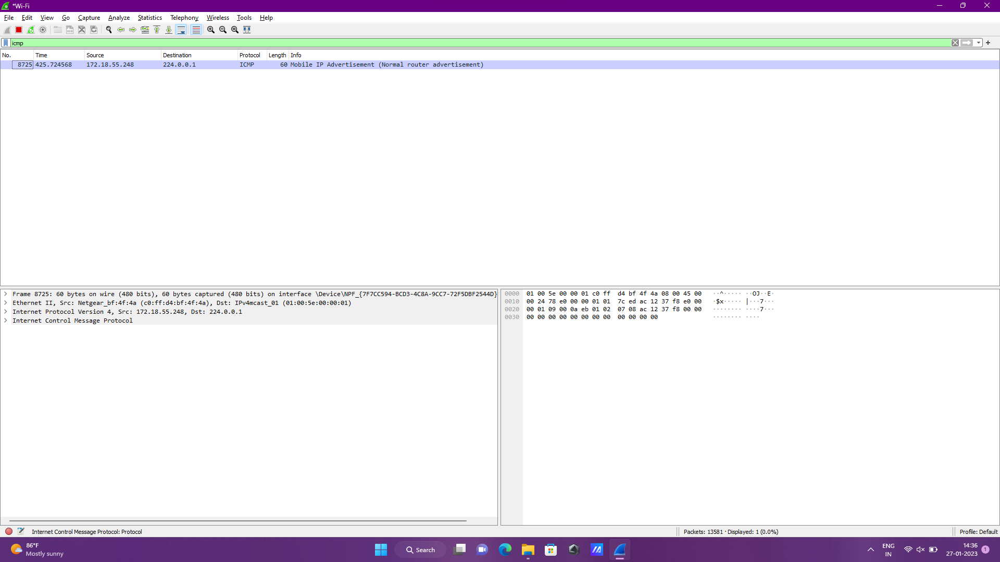 *Wi-Fi
File Edit View Go Capture Analyze Statistics Telephony Wireless Tools Help
icmp
No. Time Source Destination Protocol Length Info
8725 425.724568 172.18.55.248 224.0.0.1 ICMP 60 Mobile IP Advertisement (Normal router advertisement)
Frame 8725: 60 bytes on wire (480 bits), 60 bytes captured (480 bits) on interface \Device\NPF_{7F7CC594-BCD3-4C8A-9CC7-72F5DBF2544D}
Ethernet II, Src: Netgear_bf:4f:4a (c0:ff:d4:bf:4f:4a), Dst: IPv4mcast_01 (01:00:5e:00:00:01)
Internet Protocol Version 4, Src: 172.18.55.248, Dst: 224.0.0.1
Internet Control Message Protocol
0000 01 00 5e 00 00 01 c0 ff d4 bf 4f 4a 08 00 45 00 ··^····· ··OJ··E·
0010 00 24 78 e0 00 00 01 01 7c ed ac 12 37 f8 e0 00 ·$x····· |···7···
0020 00 01 09 00 0a eb 01 02 07 08 ac 12 37 f8 00 00 ········ ····7···
0030 00 00 00 00 00 00 00 00 00 00 00 00 ········ ····
Internet Control Message Protocol: Protocol
Packets: 13581 · Displayed: 1 (0.0%)
Profile: Default
86°F
Mostly sunny
Search
ENG
IN
14:36
27-01-2023
1